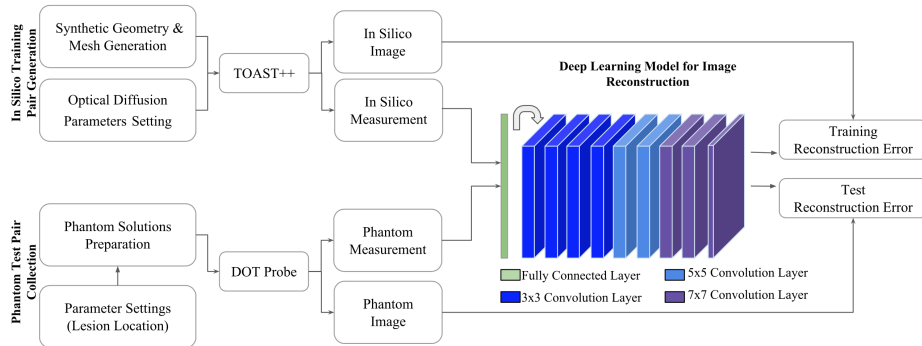 In Silico Training
Pair Generation
Synthetic Geometry &
Mesh Generation
Optical Diffusion
Parameters Setting
TOAST++
In Silico
Image
In Silico
Measurement
Deep Learning Model for Image
Reconstruction
Training
Reconstruction Error
Test
Reconstruction Error
Phantom Test Pair
Collection
Phantom Solutions
Preparation
Parameter Settings
(Lesion Location)
DOT Probe
Phantom
Measurement
Phantom
Image
Fully Connected Layer
5x5 Convolution Layer
3x3 Convolution Layer
7x7 Convolution Layer